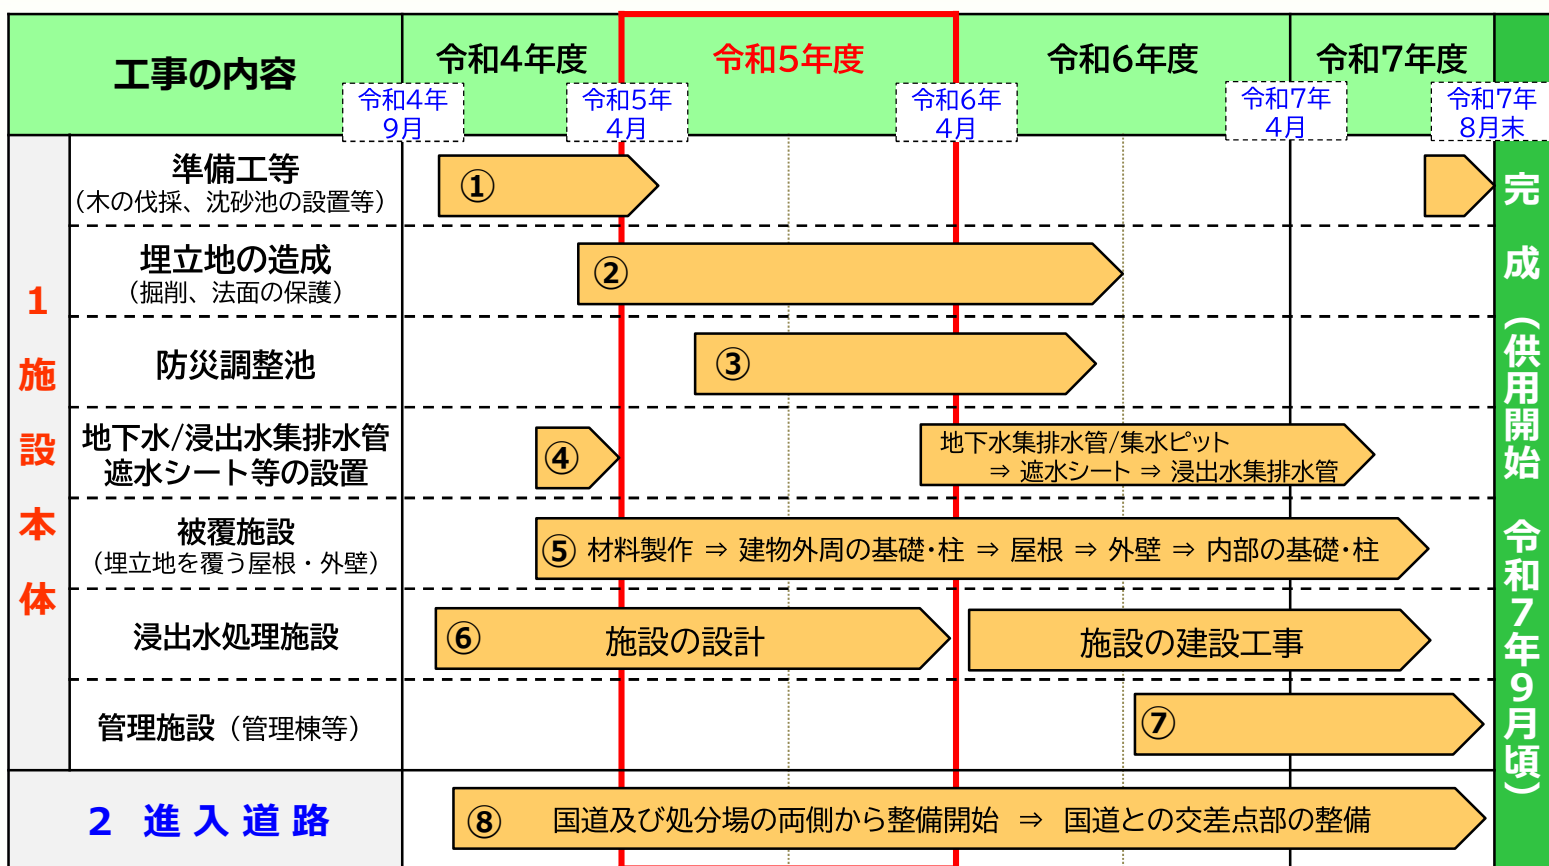 工事の内容
令和4年度
令和5年度
令和6年度
令和7年度
令和4年
9月
令和5年
4月
令和6年
4月
令和7年
4月
令和7年
8月末
1 施設本体
準備工等
（木の伐採、沈砂池の設置等）
①
埋立地の造成
（掘削、法面の保護）
②
防災調整池
③
地下水/浸出水集排水管
遮水シート等の設置
④
地下水集排水管/集水ピット
⇒ 遮水シート ⇒ 浸出水集排水管
被覆施設
（埋立地を覆う屋根・外壁）
⑤ 材料製作 ⇒ 建物外周の基礎・柱 ⇒ 屋根 ⇒ 外壁 ⇒ 内部の基礎・柱
浸出水処理施設
⑥ 施設の設計
施設の建設工事
管理施設（管理棟等）
⑦
2 進入道路
⑧ 国道及び処分場の両側から整備開始 ⇒ 国道との交差点部の整備
完成（供用開始 令和7年9月頃）